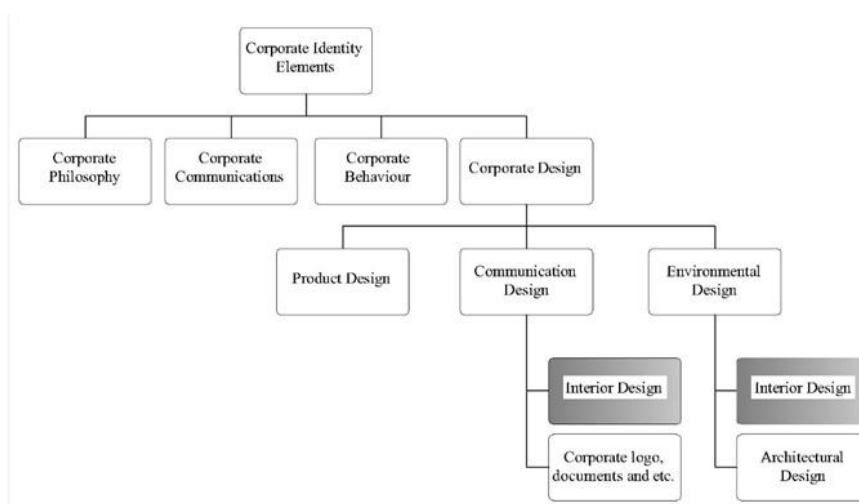 Corporate Identity
Elements
Corporate
Philosophy
Corporate
Communications
Corporate
Behaviour
Corporate Design
Product Design
Communication
Design
Environmental
Design
Interior Design
Interior Design
Corporate logo,
documents and etc.
Architectural
Design